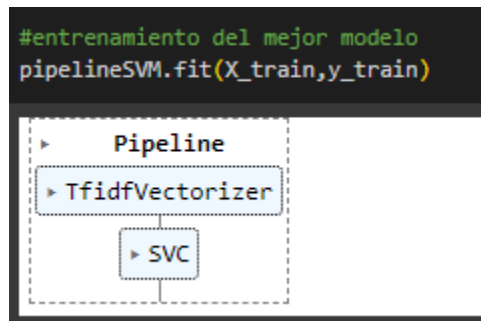 #entrenamiento del mejor modelo
pipelineSVM.fit(X_train,y_train)
Pipeline
TfidfVectorizer
SVC